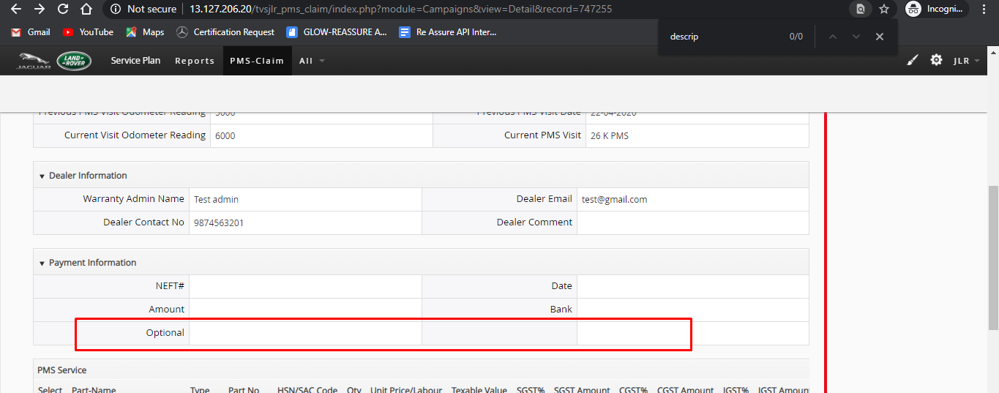 Not secure 13.127.206.20/tvsjlr_pms_claim/index.php?module=Campaigns&view=Detail&record=747255 Incogni...
Gmail YouTube Maps Certification Request GLOW-REASSURE A... Re Assure API Inter... descrip 0/0
JAGUAR LAND-ROVER Service Plan Reports PMS-Claim All JLR
Previous PMS Visit Odometer Reading 5000 Previous PMS Visit Date 22-04-2020
Current Visit Odometer Reading 6000 Current PMS Visit 26 K PMS
Dealer Information
Warranty Admin Name Test admin Dealer Email test@gmail.com
Dealer Contact No 9874563201 Dealer Comment
Payment Information
NEFT# Date
Amount Bank
Optional
PMS Service
Select Part-Name Type Part No HSN/SAC Code Qty Unit Price/Labour Texable Value SGST% SGST Amount CGST% CGST Amount IGST% IGST Amount